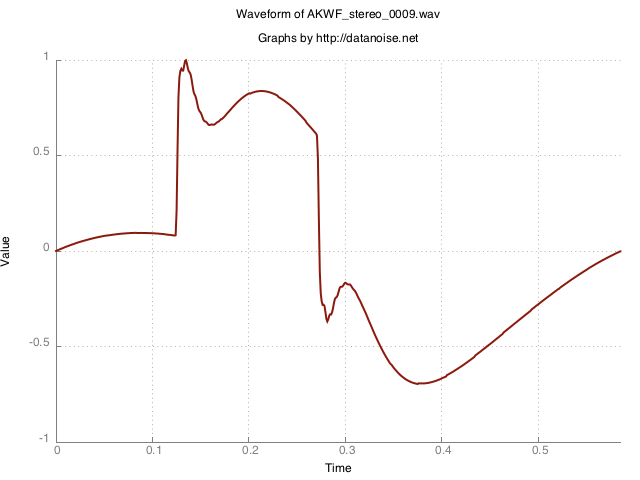 Waveform of AKWF_stereo_0009.wav
Graphs by http://datanoise.net
1
0.5
0
-0.5
-1
Value
0
0.1
0.2
0.3
0.4
0.5
Time